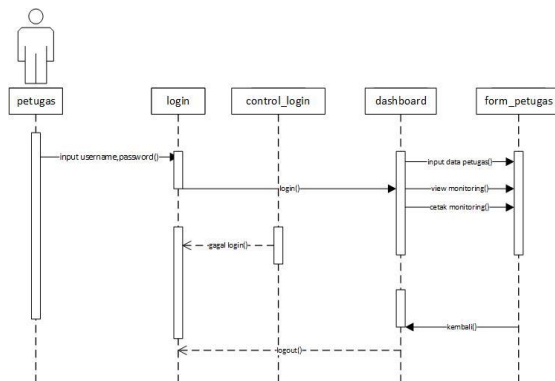 petugas
login
control_login
dashboard
form_petugas
input username,password()
input data petugas()
login()
view monitoring()
cetak monitoring()
gagal login()
kembali()
logout()